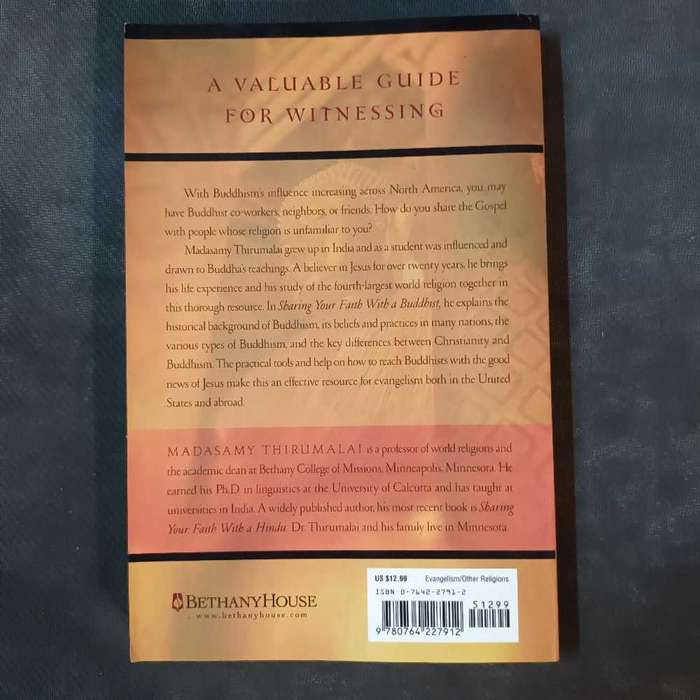 A VALUABLE GUIDE
FOR WITNESSING
With Buddhism's influence increasing across North America, you may
have Buddhist co-workers, neighbors, or friends. How do you share the Gospel
with people whose religion is unfamiliar to you?
Madasamy Thirumalai grew up in India and as a student was influenced and
drawn to Buddha's teachings. A believer in Jesus for over twenty years, he brings
his life experience and his study of the fourth-largest world religion together in
this thorough resource. In Sharing Your Faith With a Buddhist, he explains the
historical background of Buddhism, its beliefs and practices in many nations, the
various types of Buddhism, and the key differences between Christianity and
Buddhism. The practical tools and help on how to reach Buddhists with the good
news of Jesus make this an effective resource for evangelism both in the United
States and abroad.
MADASAMY THIRUMALAI is a professor of world religions and
the academic dean at Bethany College of Missions, Minneapolis, Minnesota. He
earned his Ph.D. in linguistics at the University of Calcutta and has taught at
universities in India. A widely published author, his most recent book is Sharing
Your Faith With a Hindu. Dr. Thirumalai and his family live in Minnesota.
BETHANYHOUSE
www.bethanyhouse.com
US $12.99 Evangelism/Other Religions
ISBN 0-7642-2791-2
51299
9 780764 227912